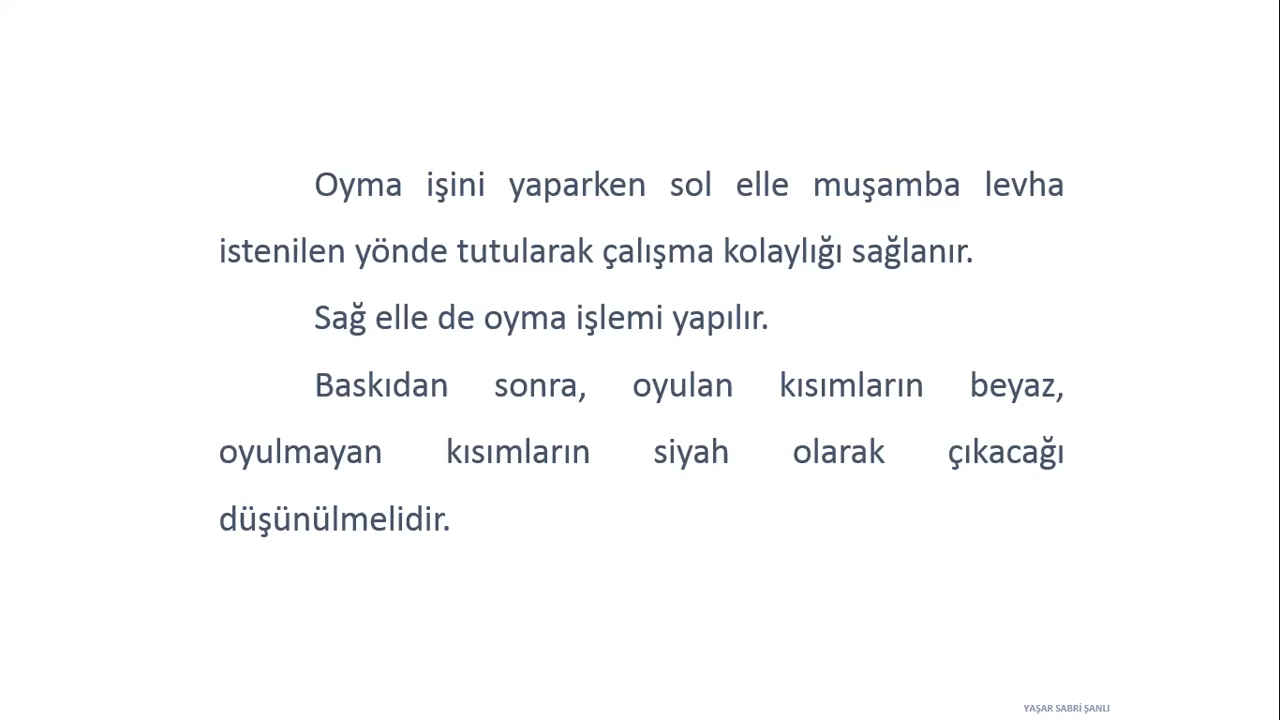 Oyma işini yaparken sol elle muşamba levha
istenilen yönde tutularak çalışma kolaylığı sağlanır.
Sağ elle de oyma işlemi yapılır.
Baskıdan sonra, oyulan kısımların beyaz,
oyulmayan kısımların siyah olarak çıkacağı
düşünülmelidir.
YAŞAR SABRİ ŞANLI